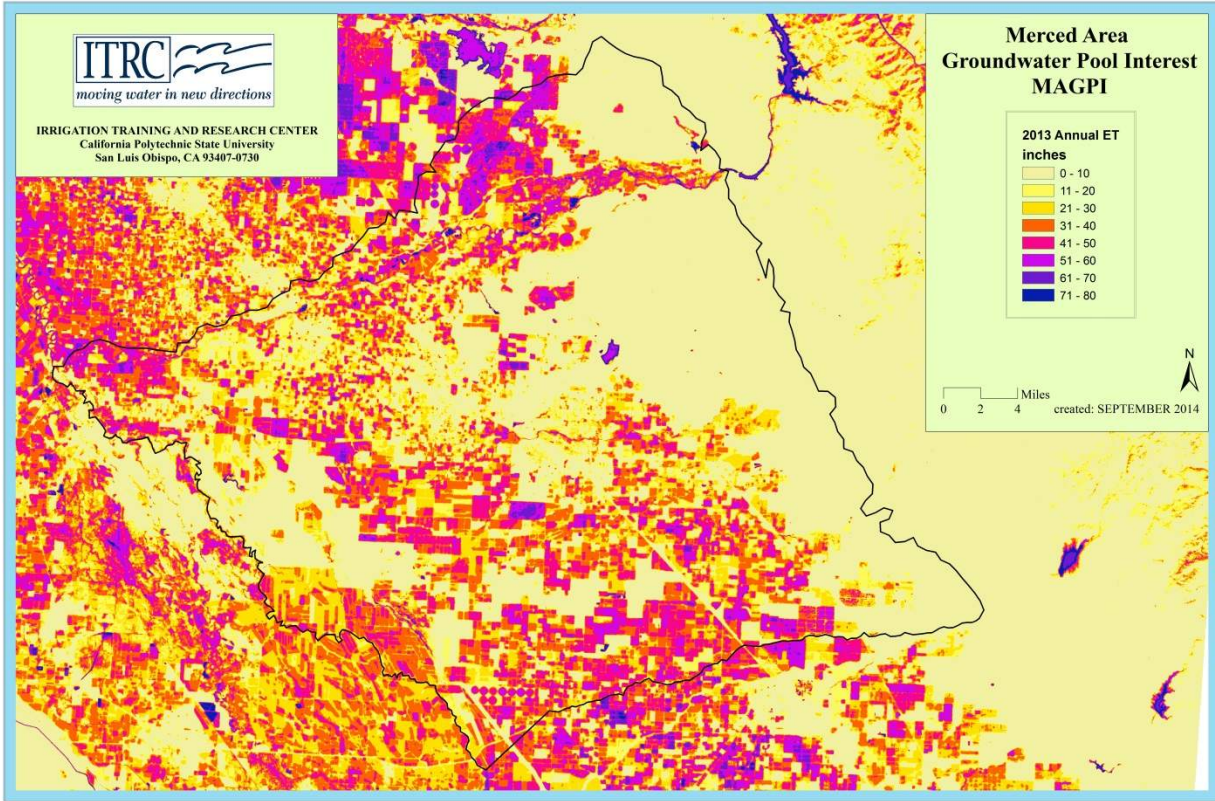 ITRC
moving water in new directions
IRRIGATION TRAINING AND RESEARCH CENTER
California Polytechnic State University
San Luis Obispo, CA 93407-0730
Merced Area
Groundwater Pool Interest
MAGPI
2013 Annual ET
inches
0 - 10
11 - 20
21 - 30
31 - 40
41 - 50
51 - 60
61 - 70
71 - 80
N
Miles
0 2 4
created: SEPTEMBER 2014